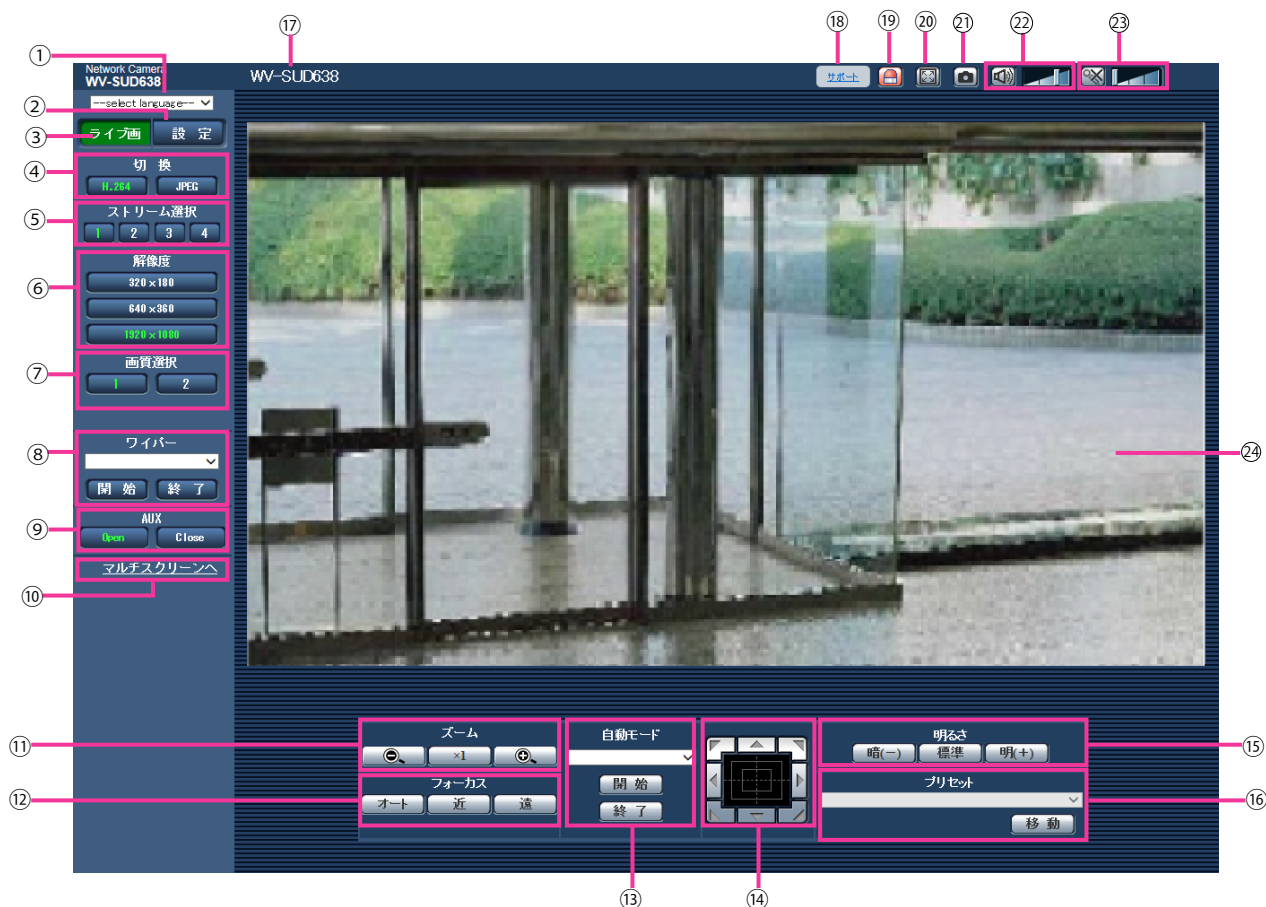 ⑰
⑱
⑲
⑳
㉑
㉒
㉓
①
Network Camera
WV-SUD638
WV-SUD638
サポート
--select language--
②
③
ライブ画
設 定
④
切 換
H.264
JPEG
⑤
ストリーム選択
1 2 3 4
⑥
解像度
320×180
640×360
1920×1080
⑦
画質選択
1 2
⑧
ワイパー
開 始
終 了
⑨
AUX
Open
Close
⑩
マルチスクリーンへ
㉔
⑪
ズーム
×1
⑫
フォーカス
オート
近
遠
自動モード
開 始
終 了
⑬
⑭
明るさ
暗(－)
標準
明(＋)
⑮
プリセット
移 動
⑯